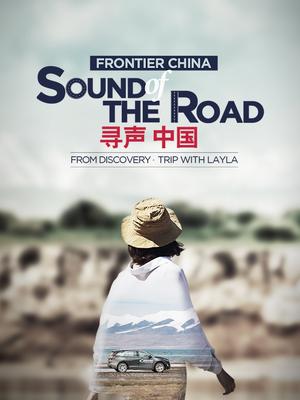 FRONTIER CHINA
SOUND of
THE ROAD
寻声 中国
FROM DISCOVERY · TRIP WITH LAYLA